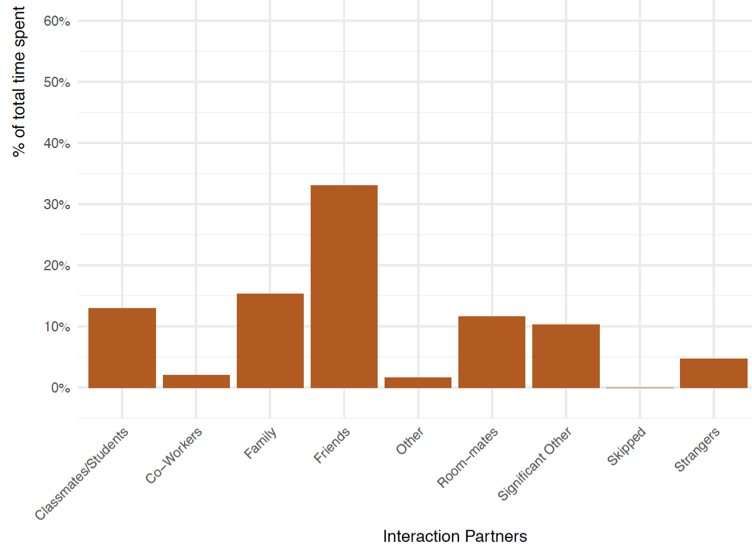 % of total time spent
60%
50%
40%
30%
20%
10%
0%
Classmates/Students
Co−Workers
Family
Friends
Other
Room−mates
Significant Other
Skipped
Strangers
Interaction Partners